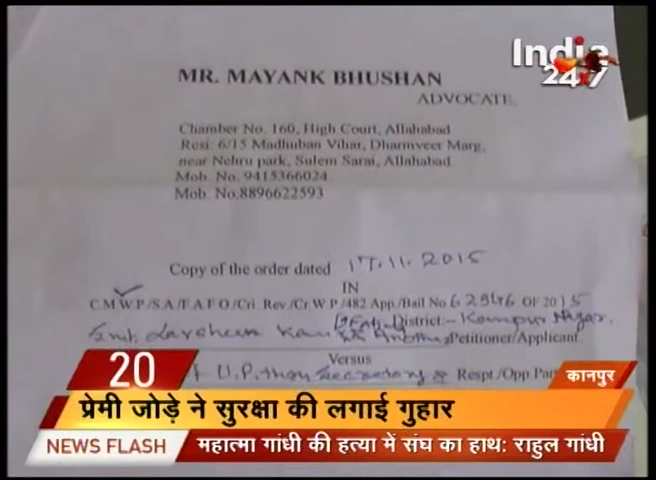 India
24x7
MR. MAYANK BHUSHAN
ADVOCATE
Chamber No. 160, High Court, Allahabad
Resi: 6/15 Madhuban Vihar, Dharmveer Marg,
near Nehru park, Sulem Sarai, Allahabad
Mob. No. 9415366024
Mob. No.8896622593
Copy of the order dated 17.11.2015
IN
C.M.W.P/S.A/F.A.F.O/Cri. Rev./Cr.W.P./482 App./Bail No 62546 OF 2015
Smt. District:- Kanpur Nagar.
Petitioner/Applicant
Versus
U.P. Secretary & Respt./Opp
20
कानपुर
प्रेमी जोड़े ने सुरक्षा की लगाई गुहार
NEWS FLASH महात्मा गांधी की हत्या में संघ का हाथ: राहुल गांधी